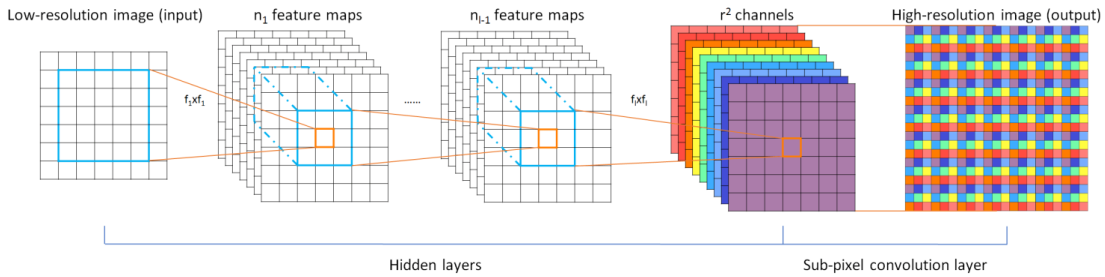 Low-resolution image (input)
n₁ feature maps
nₗ₋₁ feature maps
r² channels
High-resolution image (output)
f₁xf₁
......
fₗxfₗ
Hidden layers
Sub-pixel convolution layer